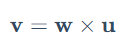 v = w × u